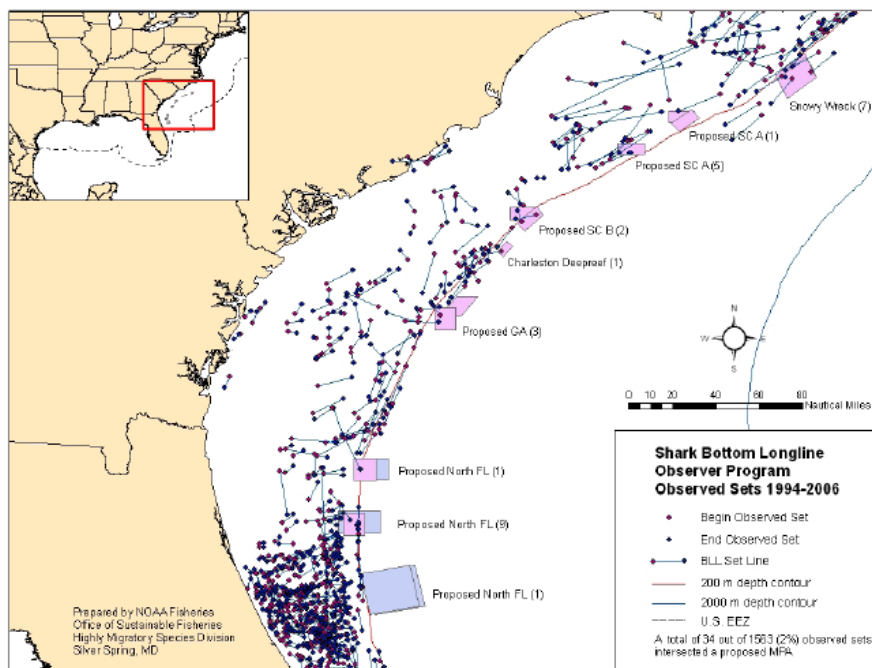 Snowy Wreck (7)
Proposed SC A (1)
Proposed SC A (5)
Proposed SC B (2)
Charleston Deepreef (1)
Proposed GA (3)
N
W
E
S
0 10 20 40 60 80
Nautical Miles
Proposed North FL (1)
Proposed North FL (9)
Proposed North FL (1)
Shark Bottom Longline
Observer Program
Observed Sets 1994-2006
Begin Observed Set
End Observed Set
BLL Set Line
200 m depth contour
2000 m depth contour
U.S. EEZ
A total of 34 out of 1563 (2%) observed sets
intersected a proposed MPA
Prepared by NOAA Fisheries
Office of Sustainable Fisheries
Highly Migratory Species Division
Silver Spring, MD